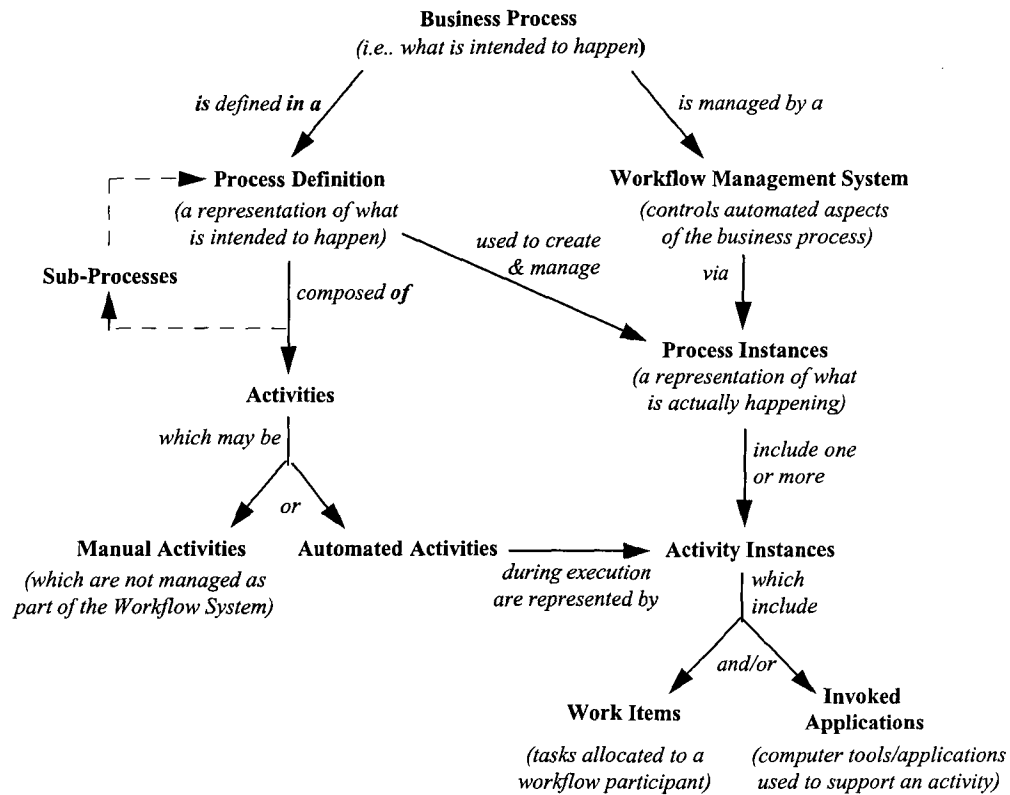 Business Process
(i.e.. what is intended to happen)
is defined in a
is managed by a
Process Definition
(a representation of what
is intended to happen)
Workflow Management System
(controls automated aspects
of the business process)
used to create
& manage
Sub-Processes
composed of
via
Process Instances
(a representation of what
is actually happening)
Activities
which may be
include one
or more
or
Manual Activities
(which are not managed as
part of the Workflow System)
Automated Activities
during execution
are represented by
Activity Instances
which
include
and/or
Work Items
(tasks allocated to a
workflow participant)
Invoked
Applications
(computer tools/applications
used to support an activity)